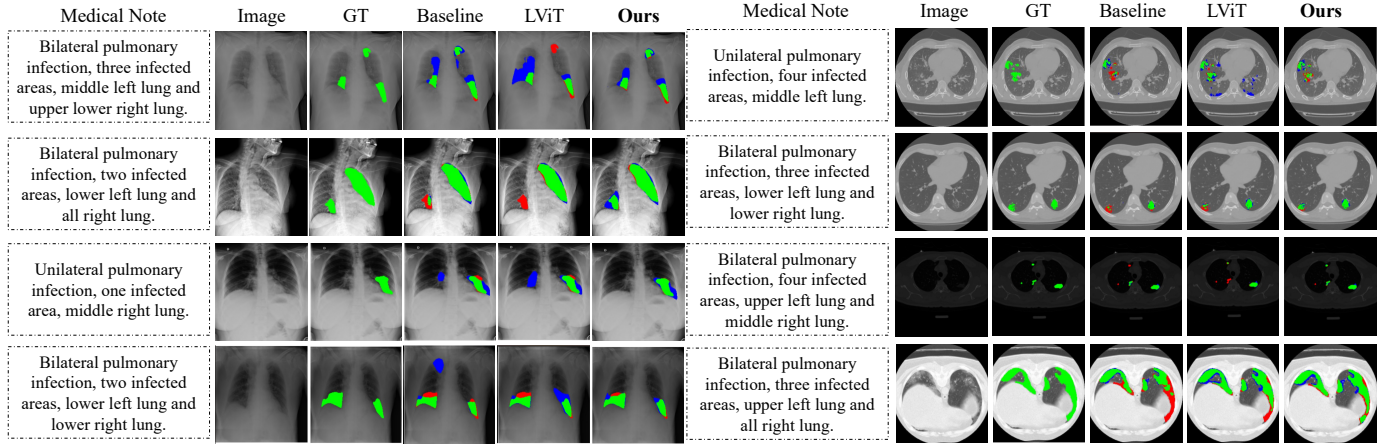 Medical Note Image GT Baseline LViT Ours
Bilateral pulmonary
infection, three infected
areas, middle left lung and
upper lower right lung.
Bilateral pulmonary
infection, two infected
areas, lower left lung and
all right lung.
Unilateral pulmonary
infection, one infected
area, middle right lung.
Bilateral pulmonary
infection, two infected
areas, lower left lung and
lower right lung.
Medical Note Image GT Baseline LViT Ours
Unilateral pulmonary
infection, four infected
areas, middle left lung.
Bilateral pulmonary
infection, three infected
areas, lower left lung and
lower right lung.
Bilateral pulmonary
infection, four infected
areas, upper left lung and
middle right lung.
Bilateral pulmonary
infection, three infected
areas, upper left lung and
all right lung.